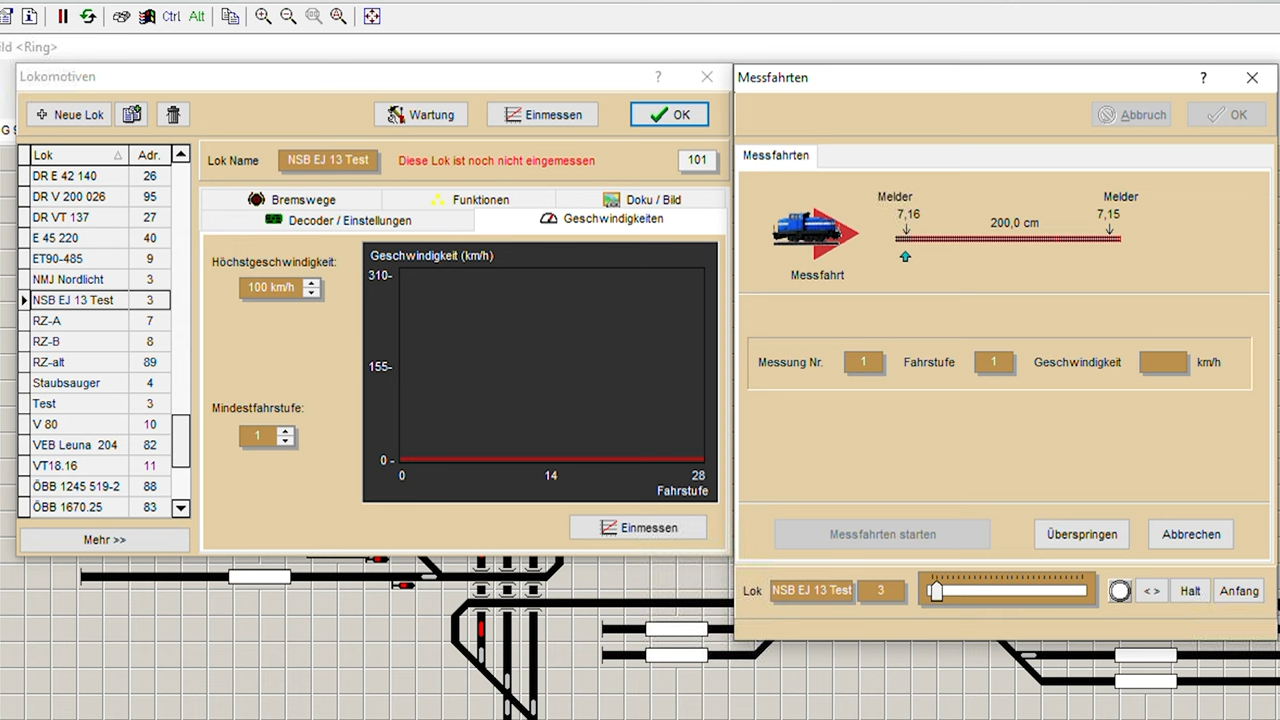 Ctrl Alt
ild <Ring>
Lokomotiven
?
Neue Lok
Wartung
Einmessen
OK
G
Lok
Adr.
DR E 42 140 26
DR V 200 026 95
DR VT 137 27
E 45 220 40
ET90-485 9
NMJ Nordlicht 3
NSB EJ 13 Test 3
RZ-A 7
RZ-B 8
RZ-alt 89
Staubsauger 4
Test 3
V 80 10
VEB Leuna 204 82
VT18.16 11
ÖBB 1245 519-2 88
ÖBB 1670.25 83
Mehr >>
Lok Name NSB EJ 13 Test Diese Lok ist noch nicht eingemessen 101
Bremswege Funktionen Doku / Bild
Decoder / Einstellungen Geschwindigkeiten
Höchstgeschwindigkeit:
100 km/h
Mindestfahrstufe:
1
Geschwindigkeit (km/h)
310-
155-
0 -
0 14 28
Fahrstufe
Einmessen
Messfahrten
?
Abbruch OK
Messfahrten
Melder Melder
7,16 200,0 cm 7,15
Messfahrt
Messung Nr. 1 Fahrstufe 1 Geschwindigkeit km/h
Messfahrten starten Überspringen Abbrechen
Lok NSB EJ 13 Test 3 < > Halt Anfang